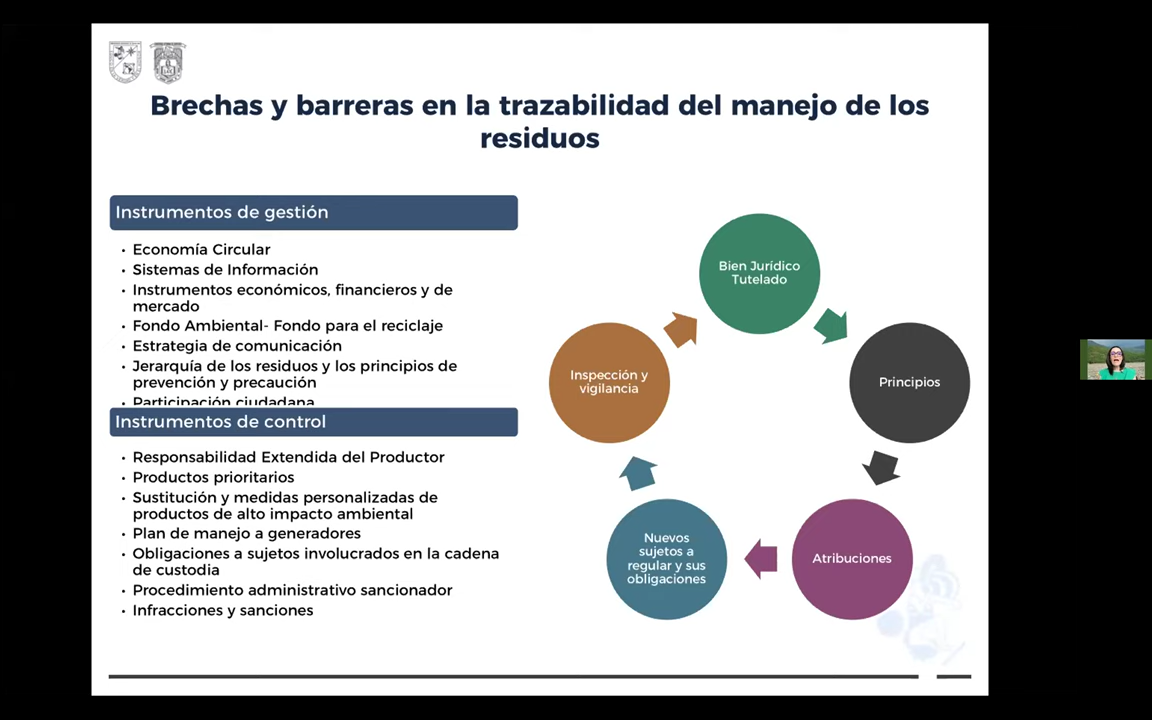 Brechas y barreras en la trazabilidad del manejo de los
residuos
Instrumentos de gestión
• Economía Circular
• Sistemas de Información
• Instrumentos económicos, financieros y de
mercado
• Fondo Ambiental- Fondo para el reciclaje
• Estrategia de comunicación
• Jerarquía de los residuos y los principios de
prevención y precaución
• Participación ciudadana
Instrumentos de control
• Responsabilidad Extendida del Productor
• Productos prioritarios
• Sustitución y medidas personalizadas de
productos de alto impacto ambiental
• Plan de manejo a generadores
• Obligaciones a sujetos involucrados en la cadena
de custodia
• Procedimiento administrativo sancionador
• Infracciones y sanciones
Bien Jurídico
Tutelado
Principios
Atribuciones
Nuevos
sujetos a
regular y sus
obligaciones
Inspección y
vigilancia